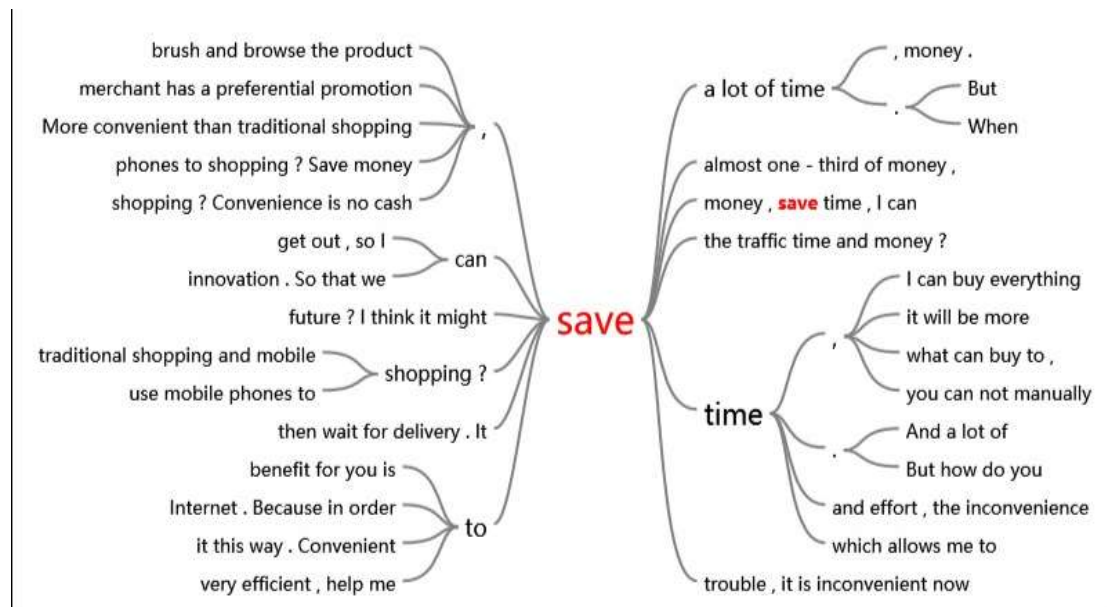 brush and browse the product
merchant has a preferential promotion
More convenient than traditional shopping
phones to shopping ? Save money
shopping ? Convenience is no cash
,
get out , so I
innovation . So that we
can
future ? I think it might
traditional shopping and mobile
use mobile phones to
shopping ?
then wait for delivery . It
benefit for you is
Internet . Because in order
it this way . Convenient
very efficient , help me
to
save
a lot of time
, money .
.
But
When
almost one - third of money ,
money , save time , I can
the traffic time and money ?
time
,
I can buy everything
it will be more
what can buy to ,
you can not manually
.
And a lot of
But how do you
and effort , the inconvenience
which allows me to
trouble , it is inconvenient now